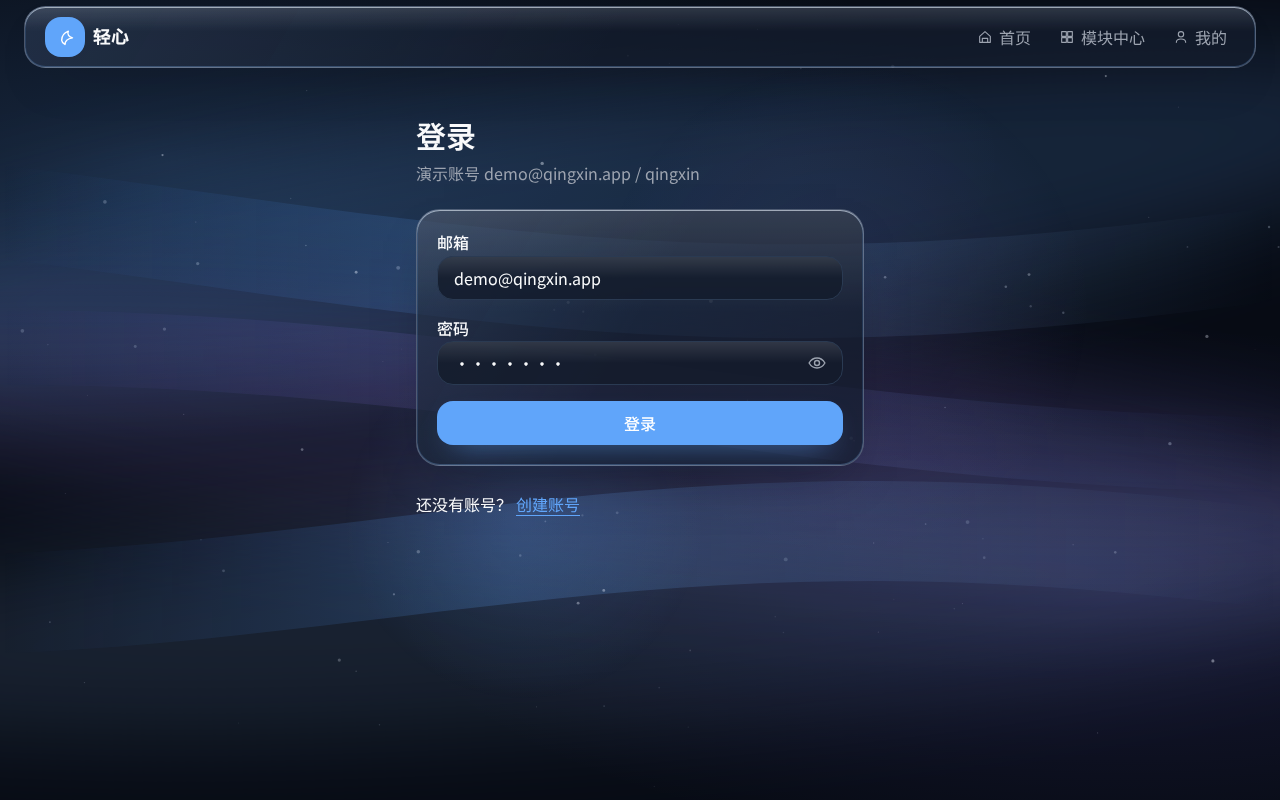 轻心
首页
模块中心
我的
登录
演示账号 demo@qingxin.app / qingxin
邮箱
demo@qingxin.app
密码
•••••••
登录
还没有账号? 创建账号